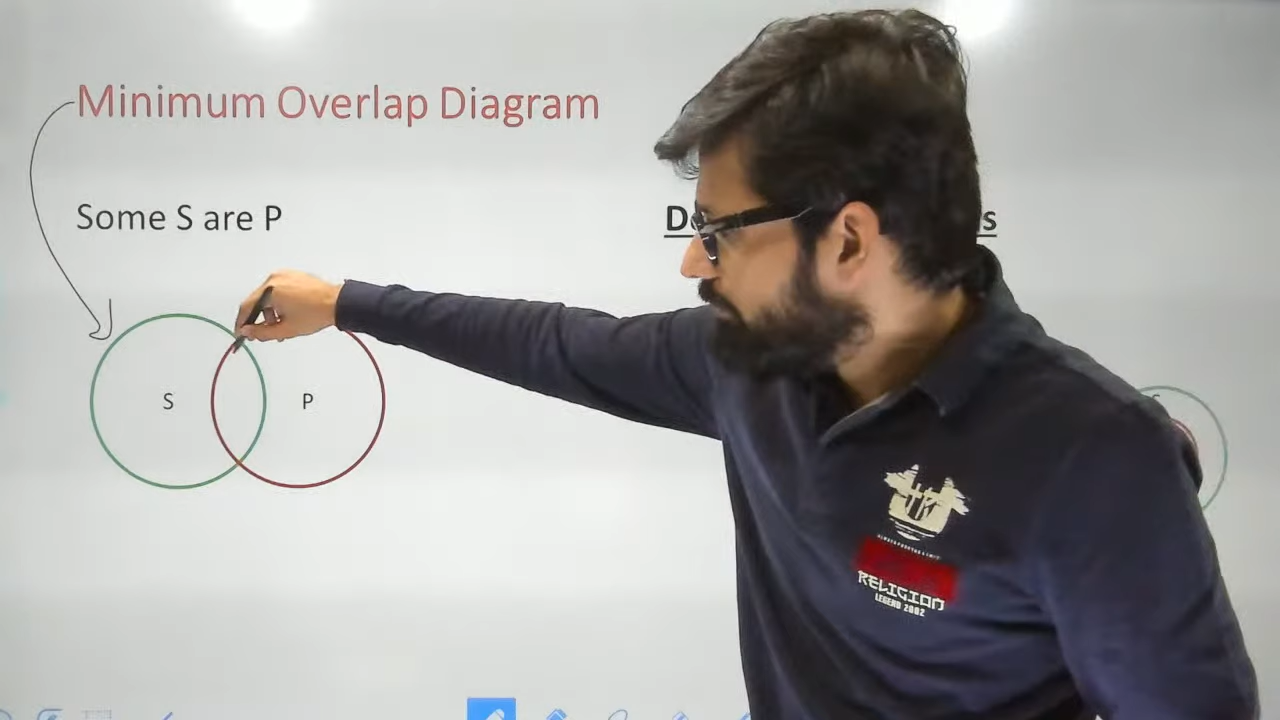 Minimum Overlap Diagram
Some S are P
S
P
RELIGION
LEGEND 2002